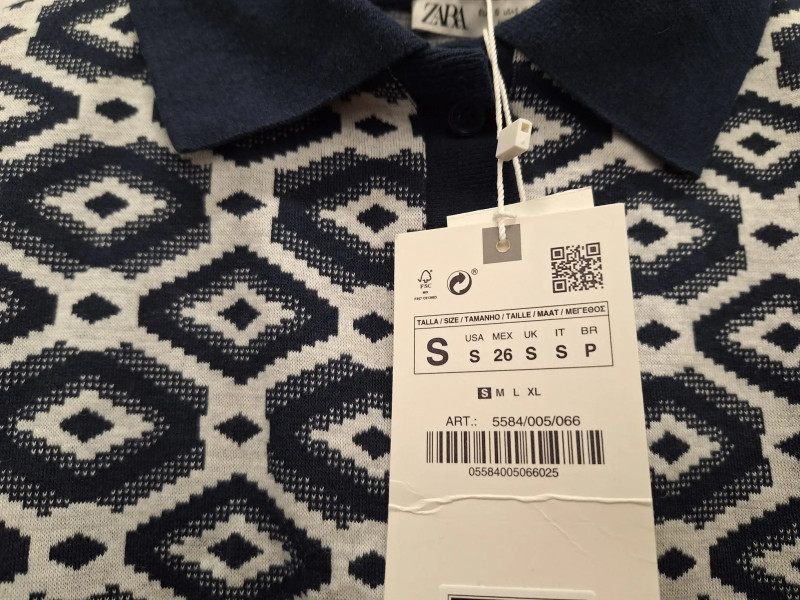 ZARA
FSC
TALLA / SIZE / TAMANHO / TAILLE / MAAT / ΜΕΓΕΘΟΣ
S
USA MEX UK IT BR
S 26 S S P
S M L XL
ART.: 5584/005/066
05584005066025